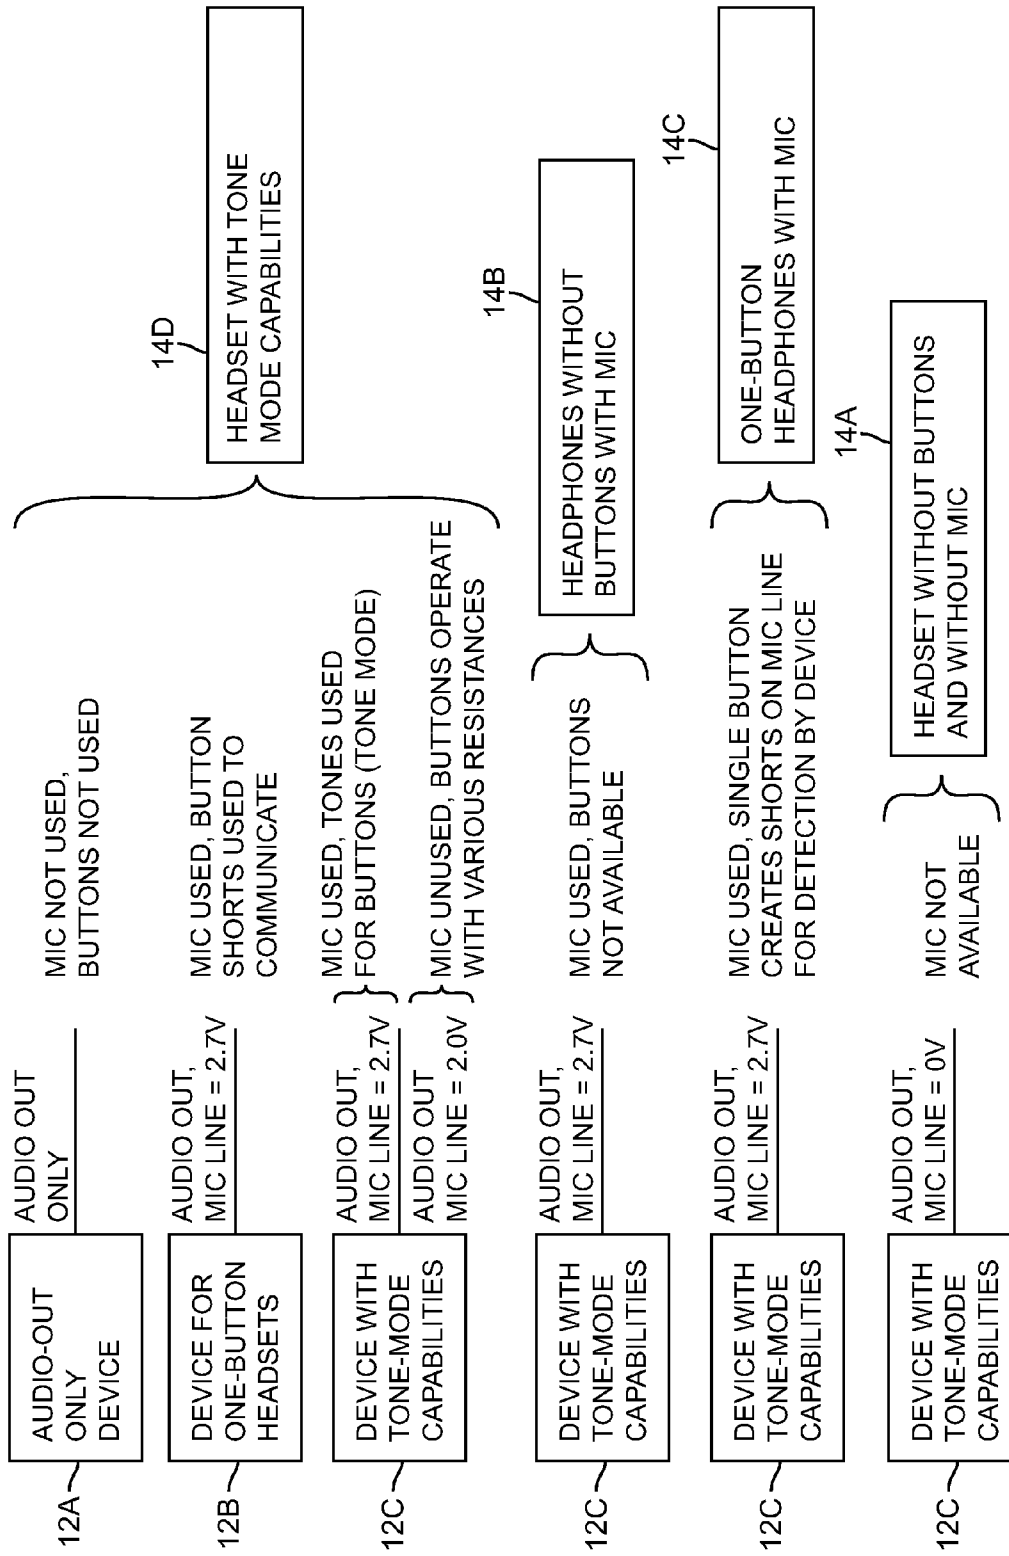 12A
AUDIO-OUT
ONLY
DEVICE
AUDIO OUT
ONLY
MIC NOT USED,
BUTTONS NOT USED
12B
DEVICE FOR
ONE-BUTTON
HEADSETS
AUDIO OUT,
MIC LINE = 2.7V
MIC USED, BUTTON
SHORTS USED TO
COMMUNICATE
12C
DEVICE WITH
TONE-MODE
CAPABILITIES
AUDIO OUT,
MIC LINE = 2.7V
AUDIO OUT
MIC LINE = 2.0V
MIC USED, TONES USED
FOR BUTTONS (TONE MODE)
MIC UNUSED, BUTTONS OPERATE
WITH VARIOUS RESISTANCES
14D
HEADSET WITH TONE
MODE CAPABILITIES
12C
DEVICE WITH
TONE-MODE
CAPABILITIES
AUDIO OUT,
MIC LINE = 2.7V
MIC USED, BUTTONS
NOT AVAILABLE
14B
HEADPHONES WITHOUT
BUTTONS WITH MIC
12C
DEVICE WITH
TONE-MODE
CAPABILITIES
AUDIO OUT,
MIC LINE = 2.7V
MIC USED, SINGLE BUTTON
CREATES SHORTS ON MIC LINE
FOR DETECTION BY DEVICE
14C
ONE-BUTTON
HEADPHONES WITH MIC
12C
DEVICE WITH
TONE-MODE
CAPABILITIES
AUDIO OUT,
MIC LINE = 0V
MIC NOT
AVAILABLE
14A
HEADSET WITHOUT BUTTONS
AND WITHOUT MIC